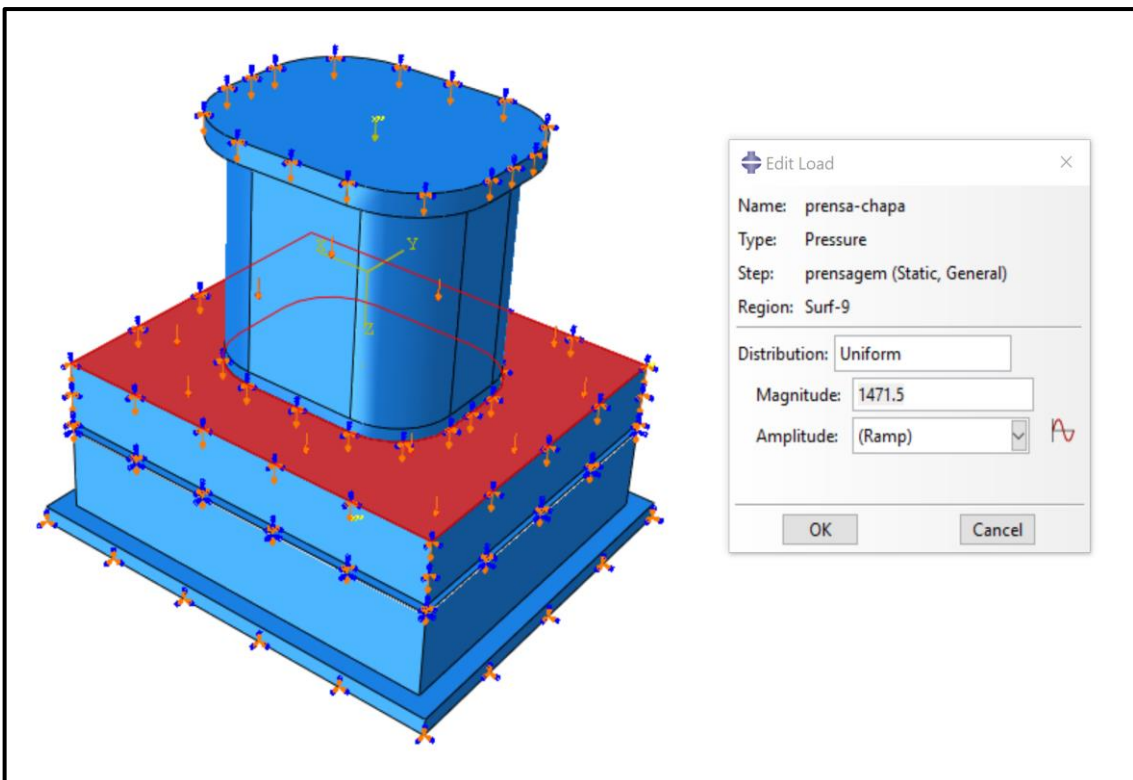 Edit Load
Name: prensa-chapa
Type: Pressure
Step: prensagem (Static, General)
Region: Surf-9
Distribution: Uniform
Magnitude: 1471.5
Amplitude: (Ramp)
OK Cancel
X Y
Z